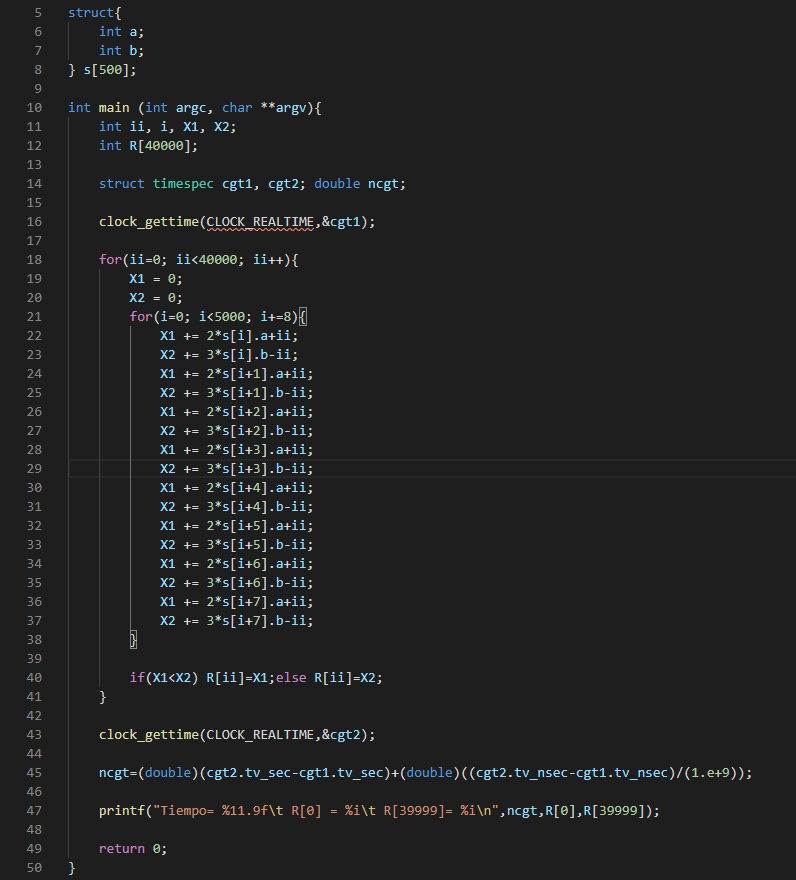 5 struct{
6 int a;
7 int b;
8 } s[500];
9
10 int main (int argc, char **argv){
11 int ii, i, X1, X2;
12 int R[40000];
13
14 struct timespec cgt1, cgt2; double ncgt;
15
16 clock_gettime(CLOCK_REALTIME,&cgt1);
17
18 for(ii=0; ii<40000; ii++){
19 X1 = 0;
20 X2 = 0;
21 for(i=0; i<5000; i+=8){
22 X1 += 2*s[i].a+ii;
23 X2 += 3*s[i].b-ii;
24 X1 += 2*s[i+1].a+ii;
25 X2 += 3*s[i+1].b-ii;
26 X1 += 2*s[i+2].a+ii;
27 X2 += 3*s[i+2].b-ii;
28 X1 += 2*s[i+3].a+ii;
29 X2 += 3*s[i+3].b-ii;
30 X1 += 2*s[i+4].a+ii;
31 X2 += 3*s[i+4].b-ii;
32 X1 += 2*s[i+5].a+ii;
33 X2 += 3*s[i+5].b-ii;
34 X1 += 2*s[i+6].a+ii;
35 X2 += 3*s[i+6].b-ii;
36 X1 += 2*s[i+7].a+ii;
37 X2 += 3*s[i+7].b-ii;
38 }
39
40 if(X1<X2) R[ii]=X1;else R[ii]=X2;
41 }
42
43 clock_gettime(CLOCK_REALTIME,&cgt2);
44
45 ncgt=(double)(cgt2.tv_sec-cgt1.tv_sec)+(double)((cgt2.tv_nsec-cgt1.tv_nsec)/(1.e+9));
46
47 printf("Tiempo= %11.9f\t R[0] = %i\t R[39999]= %i\n",ncgt,R[0],R[39999]);
48
49 return 0;
50 }